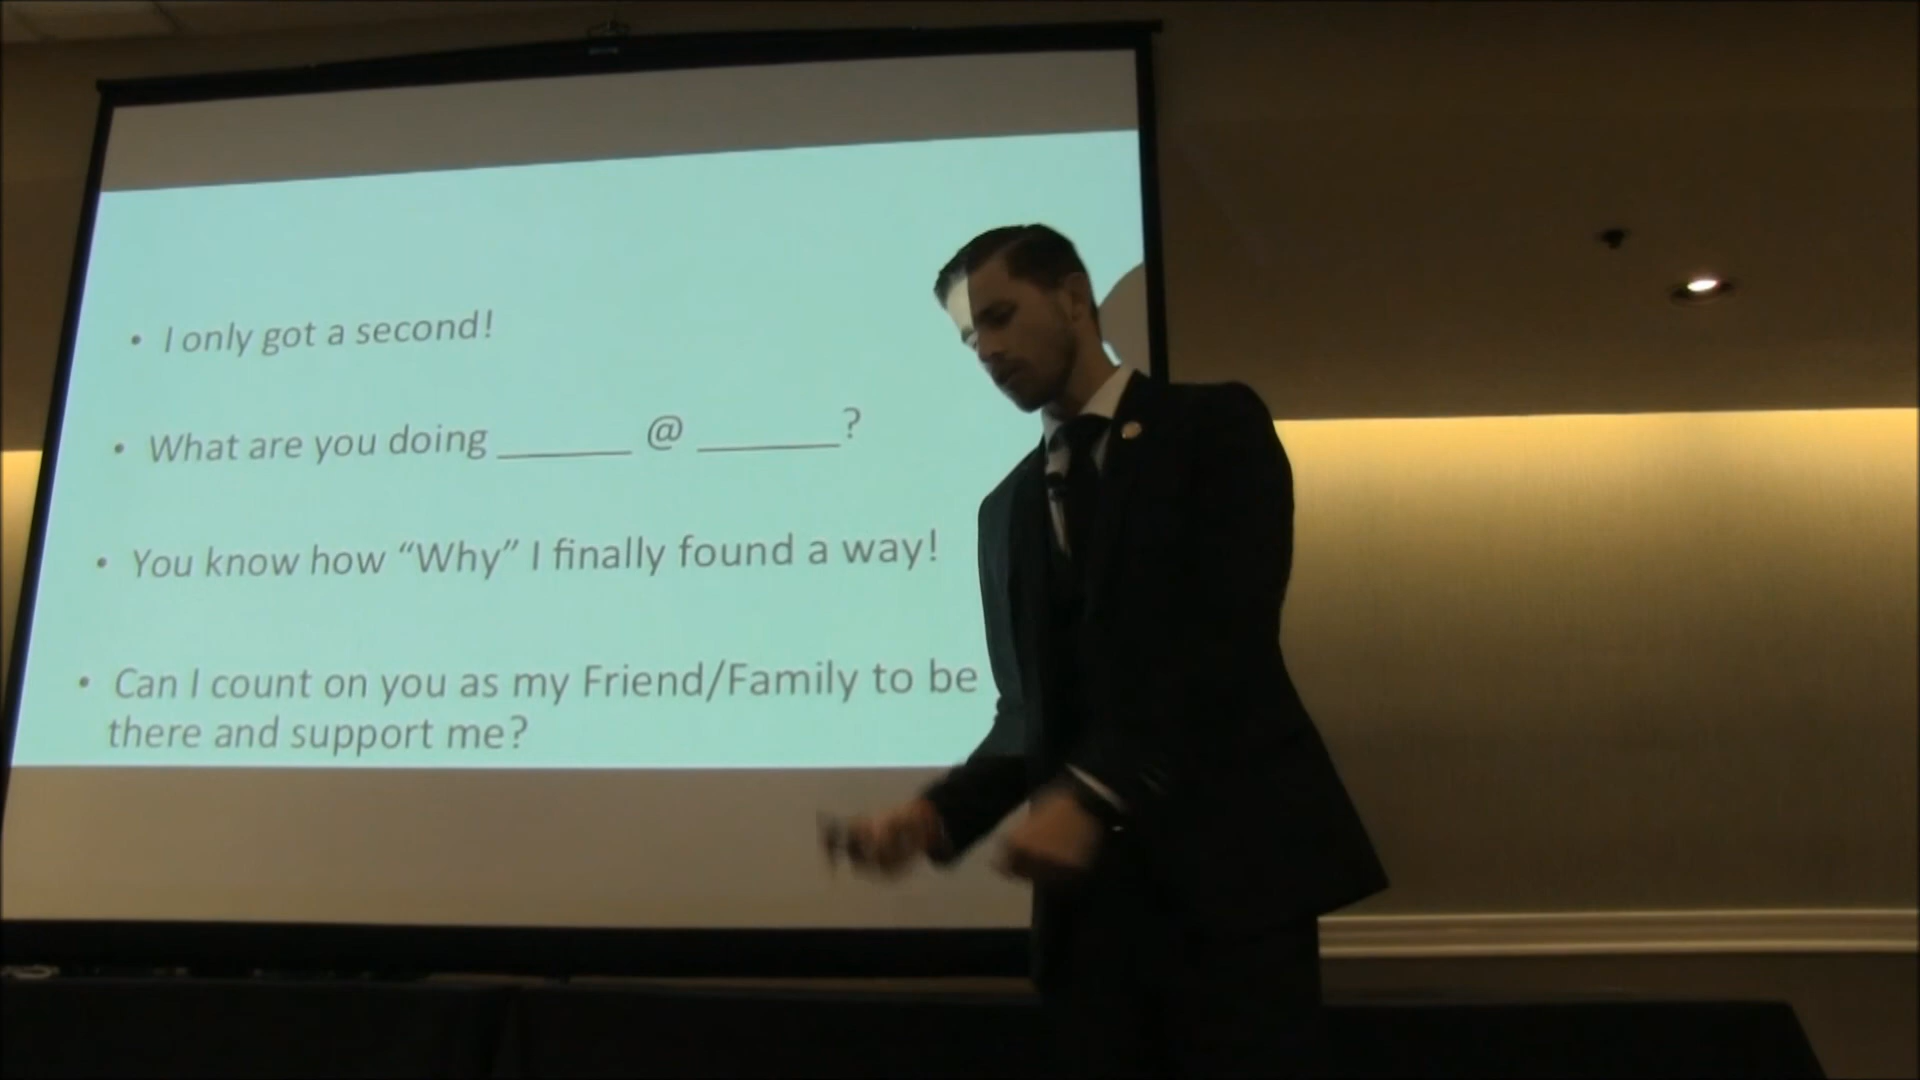 • I only got a second!
• What are you doing ______ @ ______?
• You know how “Why” I finally found a way!
• Can I count on you as my Friend/Family to be
there and support me?